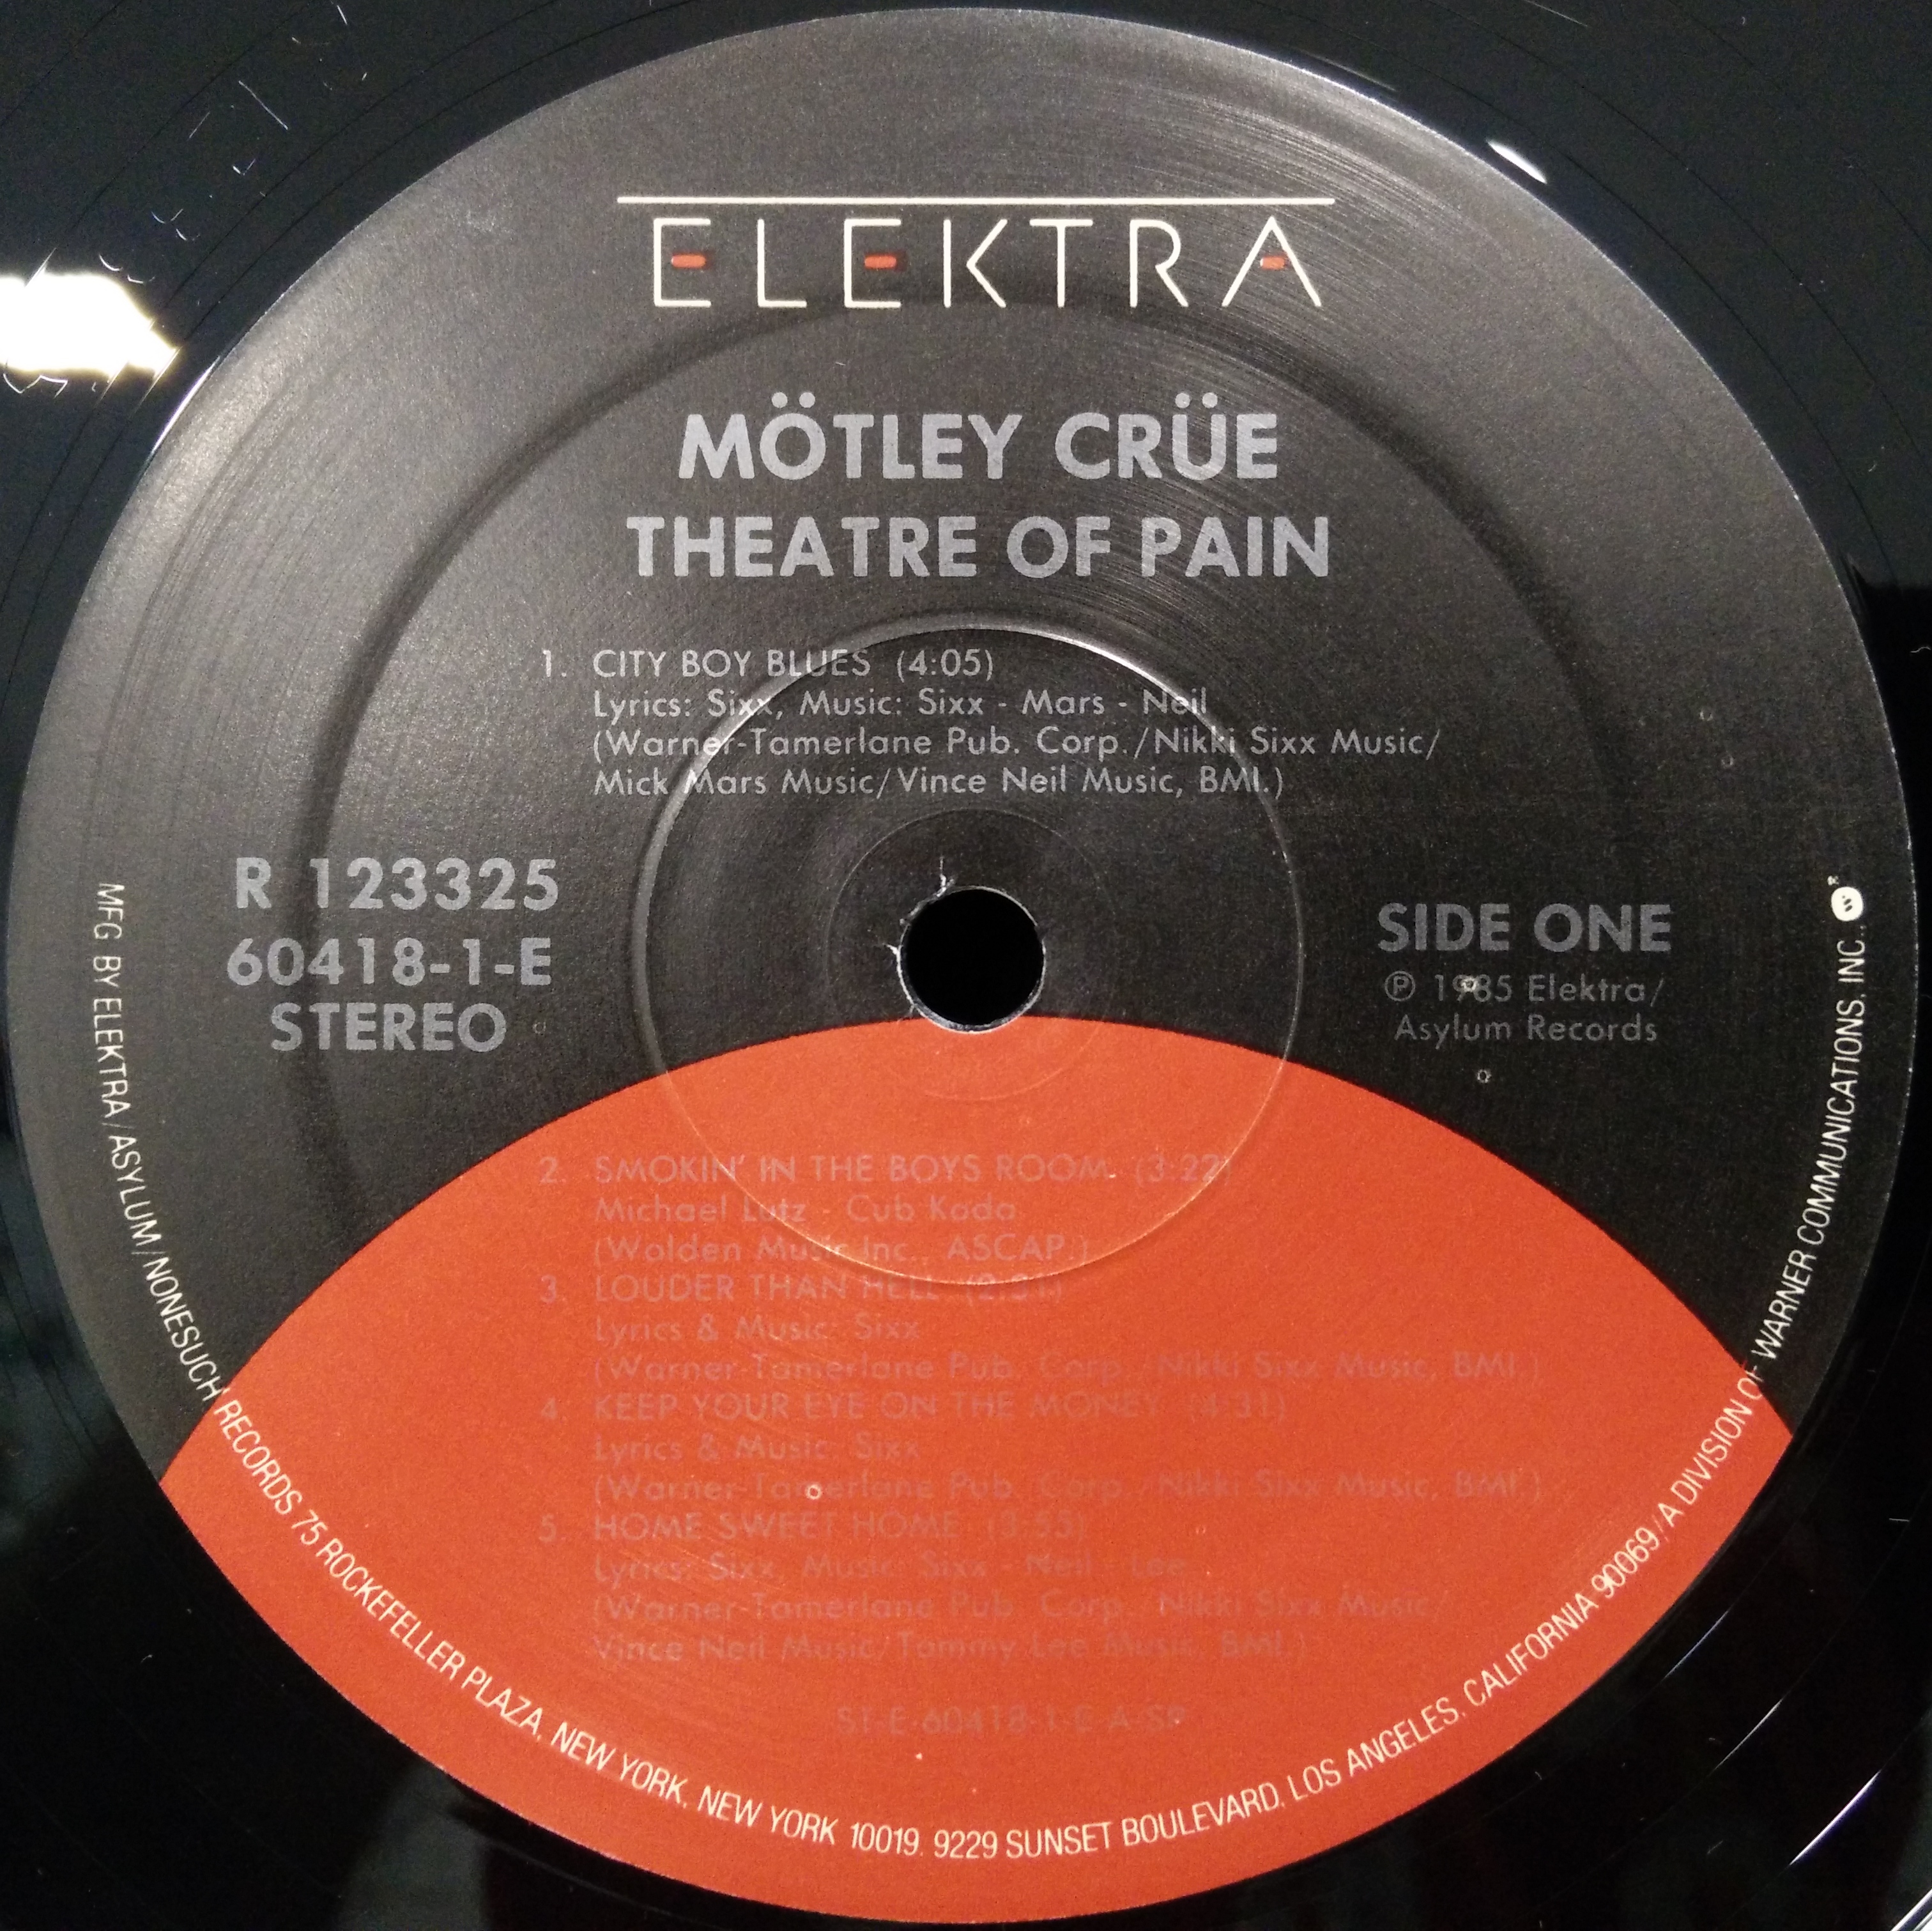 ELEKTRA
MÖTLEY CRÜE
THEATRE OF PAIN
1. CITY BOY BLUES (4:05)
Lyrics: Sixx, Music: Sixx - Mars - Neil
(Warner-Tamerlane Pub. Corp./Nikki Sixx Music/
Mick Mars Music/Vince Neil Music, BMI.)
R 123325
60418-1-E
STEREO
SIDE ONE
℗ 1985 Elektra/
Asylum Records
2. SMOKIN' IN THE BOYS ROOM (3:22)
Michael Lutz - Cub Koda
(Walden Music Inc., ASCAP.)
3. LOUDER THAN HELL
Lyrics & Music: Sixx
(Warner-Tamerlane Pub. Corp./Nikki Sixx Music, BMI.)
4. KEEP YOUR EYE ON THE MONEY (4:31)
Lyrics & Music: Sixx
(Warner-Tamerlane Pub. Corp./Nikki Sixx Music, BMI.)
5. HOME SWEET HOME
Lyrics: Sixx, Music: Sixx - Neil - Lee
(Warner-Tamerlane Pub. Corp./Nikki Sixx Music/
Vince Neil Music/Tommy Lee Music, BMI.)
ST-E-60418-1-E A-SP
MFG BY ELEKTRA/ASYLUM/NONESUCH RECORDS 75 ROCKEFELLER PLAZA, NEW YORK, NEW YORK 10019. 9229 SUNSET BOULEVARD, LOS ANGELES, CALIFORNIA 90069/A DIVISION OF WARNER COMMUNICATIONS, INC.